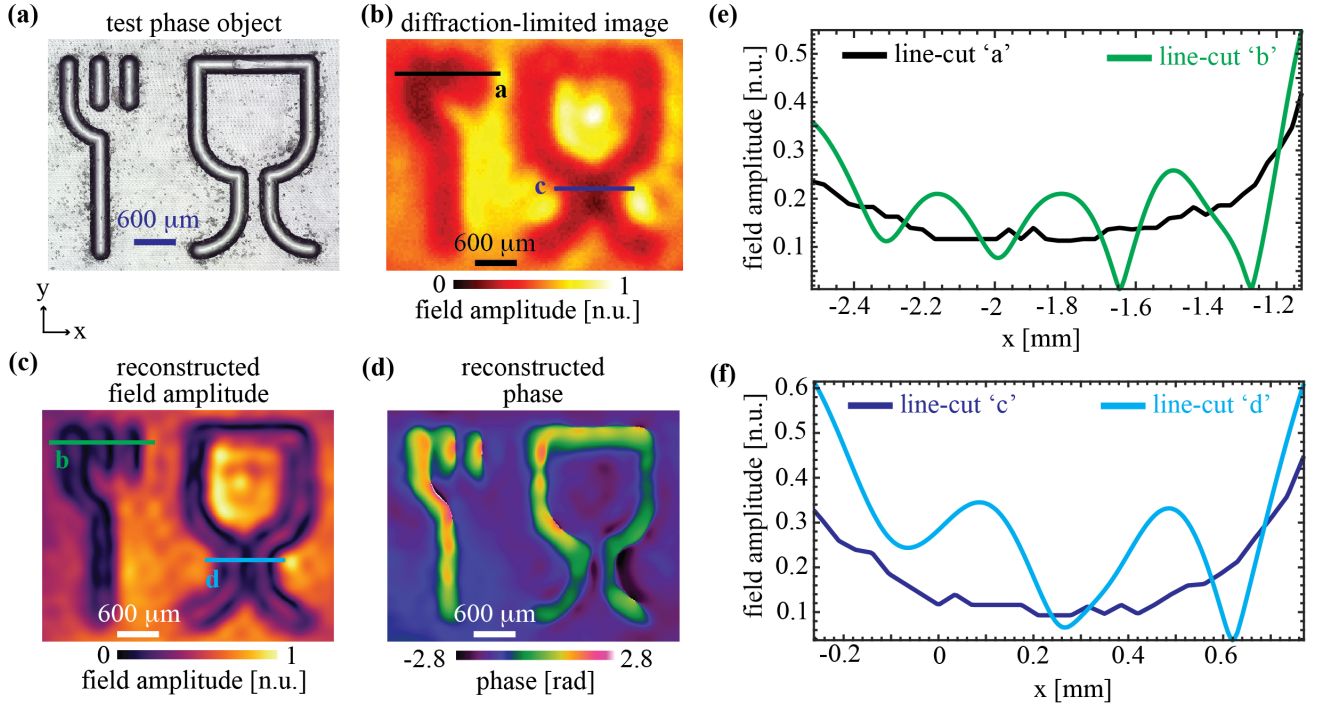 (a)
test phase object
600 µm
y
x
(b)
diffraction-limited image
a
c
600 µm
0
1
field amplitude [n.u.]
(c)
reconstructed
field amplitude
b
d
600 µm
0
1
field amplitude [n.u.]
(d)
reconstructed
phase
600 µm
-2.8
2.8
phase [rad]
(e)
line-cut ‘a’
line-cut ‘b’
field amplitude [n.u.]
0.5
0.4
0.3
0.2
0.1
-2.4 -2.2 -2 -1.8 -1.6 -1.4 -1.2
x [mm]
(f)
line-cut ‘c’
line-cut ‘d’
field amplitude [n.u.]
0.6
0.5
0.4
0.3
0.2
0.1
-0.2 0 0.2 0.4 0.6
x [mm]